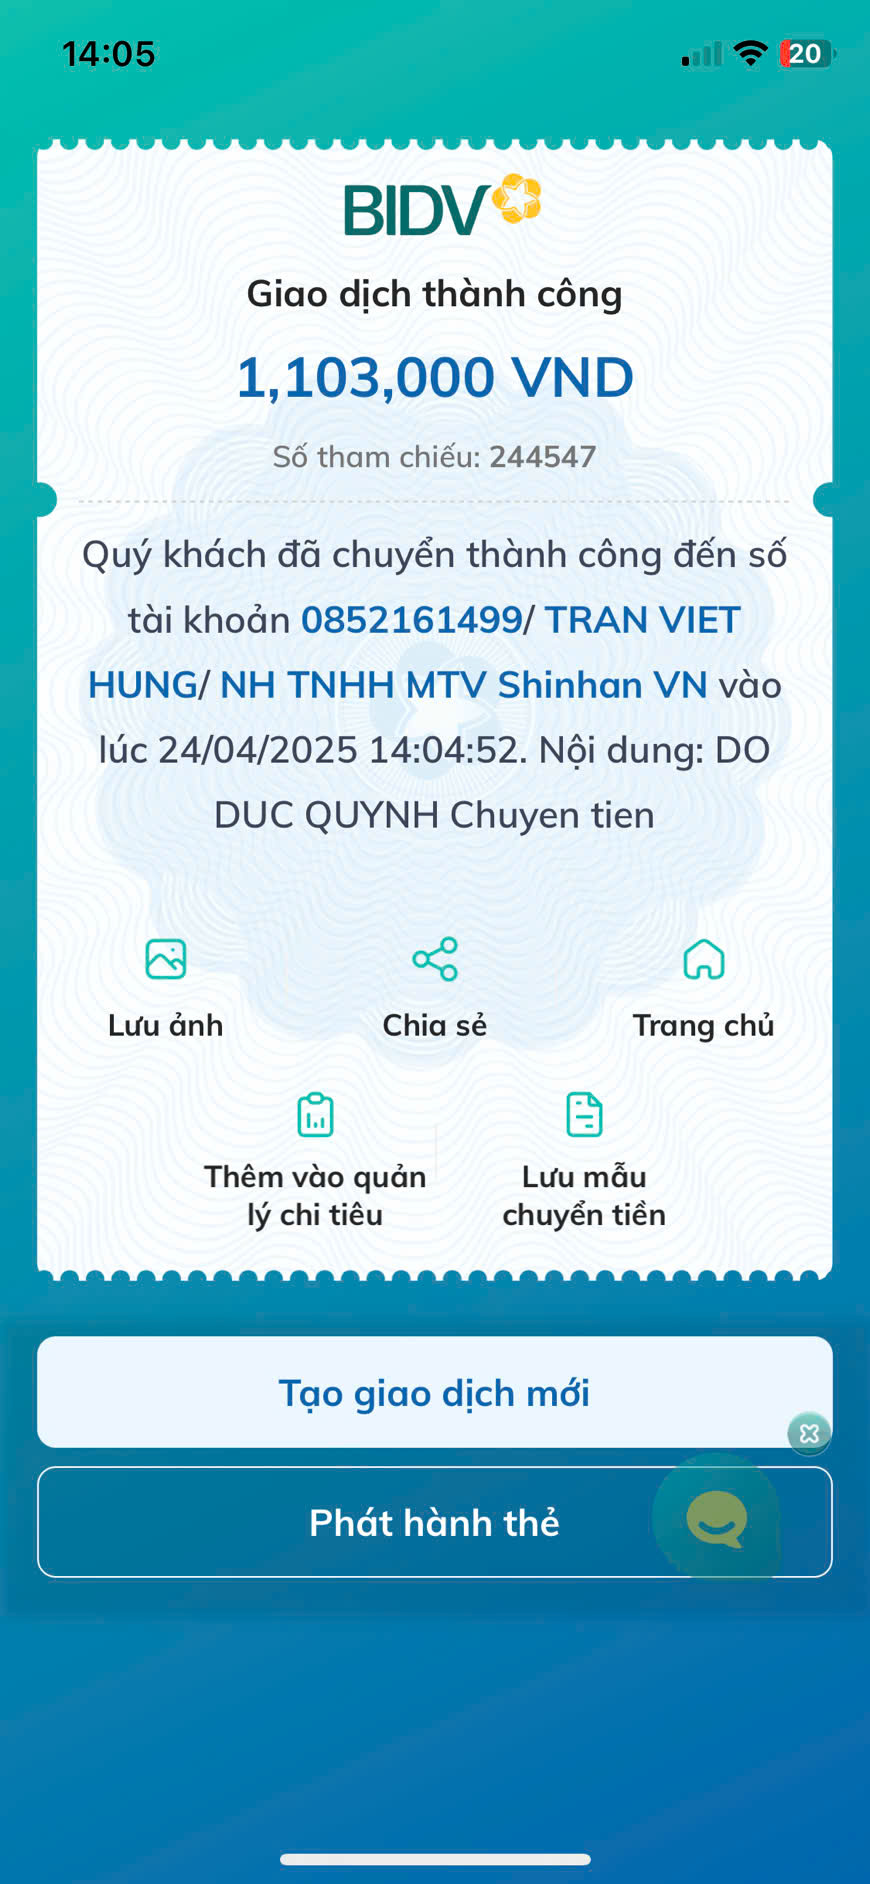 14:05
20
BIDV
Giao dịch thành công
1,103,000 VND
Số tham chiếu: 244547
Quý khách đã chuyển thành công đến số
tài khoản 0852161499/ TRAN VIET
HUNG/ NH TNHH MTV Shinhan VN vào
lúc 24/04/2025 14:04:52. Nội dung: DO
DUC QUYNH Chuyen tien
Lưu ảnh
Chia sẻ
Trang chủ
Thêm vào quản
lý chi tiêu
Lưu mẫu
chuyển tiền
Tạo giao dịch mới
Phát hành thẻ